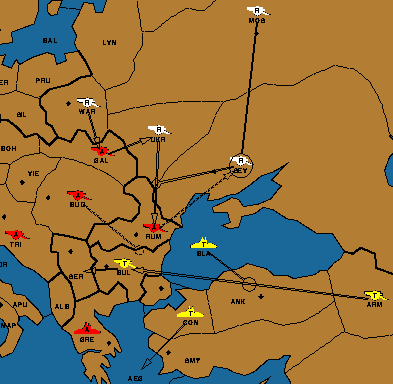 R
MOS
BAL
LYN
ER
PRU
R
WAR
SIL
R
UKR
BOH
GAL
R
SEV
VIE
BUD
RUM
TRI
T
BLA
T
BUL
SER
OR
T
ARM
ANK
ALB
APU
T
CON
NAP
GRE
SMY
AEG